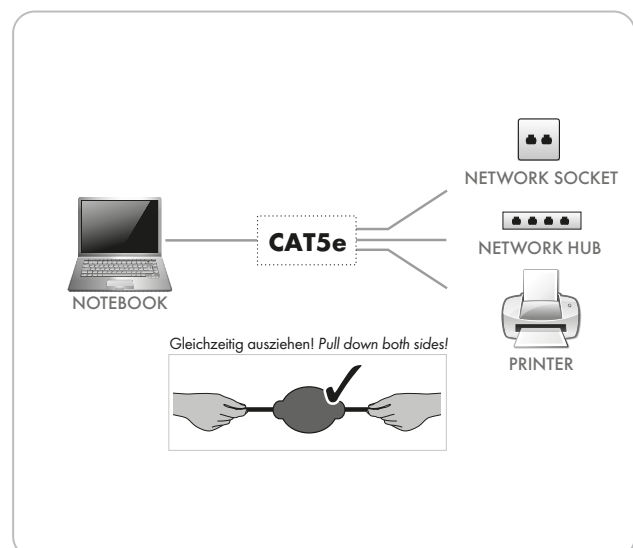 NETWORK SOCKET
CAT5e
NETWORK HUB
NOTEBOOK
Gleichzeitig ausziehen! Pull down both sides!
PRINTER